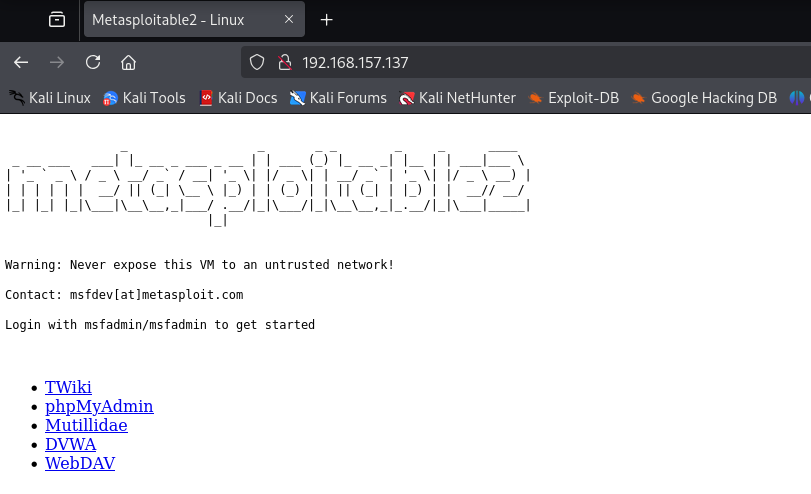 Metasploitable2 - Linux
192.168.157.137
Kali Linux Kali Tools Kali Docs Kali Forums Kali NetHunter Exploit-DB Google Hacking DB
metasploitable2
Warning: Never expose this VM to an untrusted network!
Contact: msfdev[at]metasploit.com
Login with msfadmin/msfadmin to get started
TWiki
phpMyAdmin
Mutillidae
DVWA
WebDAV